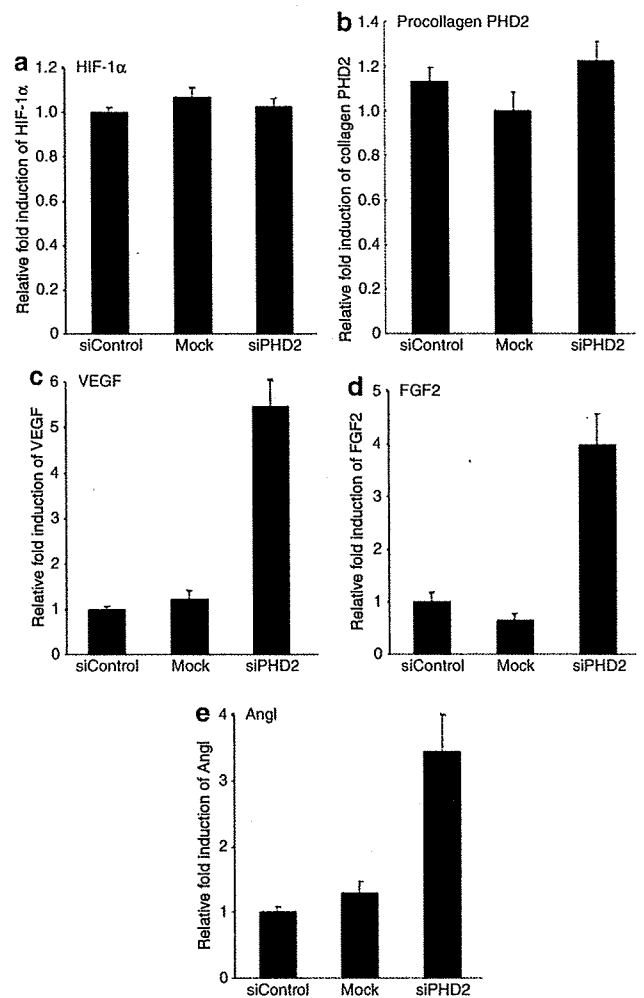 a HIF-1α
Relative fold induction of HIF-1α
1.2
1.0
0.8
0.6
0.4
0.2
0
siControl Mock siPHD2
b Procollagen PHD2
Relative fold induction of collagen PHD2
1.4
1.2
1.0
0.8
0.6
0.4
0.2
0
siControl Mock siPHD2
c VEGF
Relative fold induction of VEGF
6
5
4
3
2
1
0
siControl Mock siPHD2
d FGF2
Relative fold induction of FGF2
5
4
3
2
1
0
siControl Mock siPHD2
e AngI
Relative fold induction of AngI
4
3
2
1
0
siControl Mock siPHD2